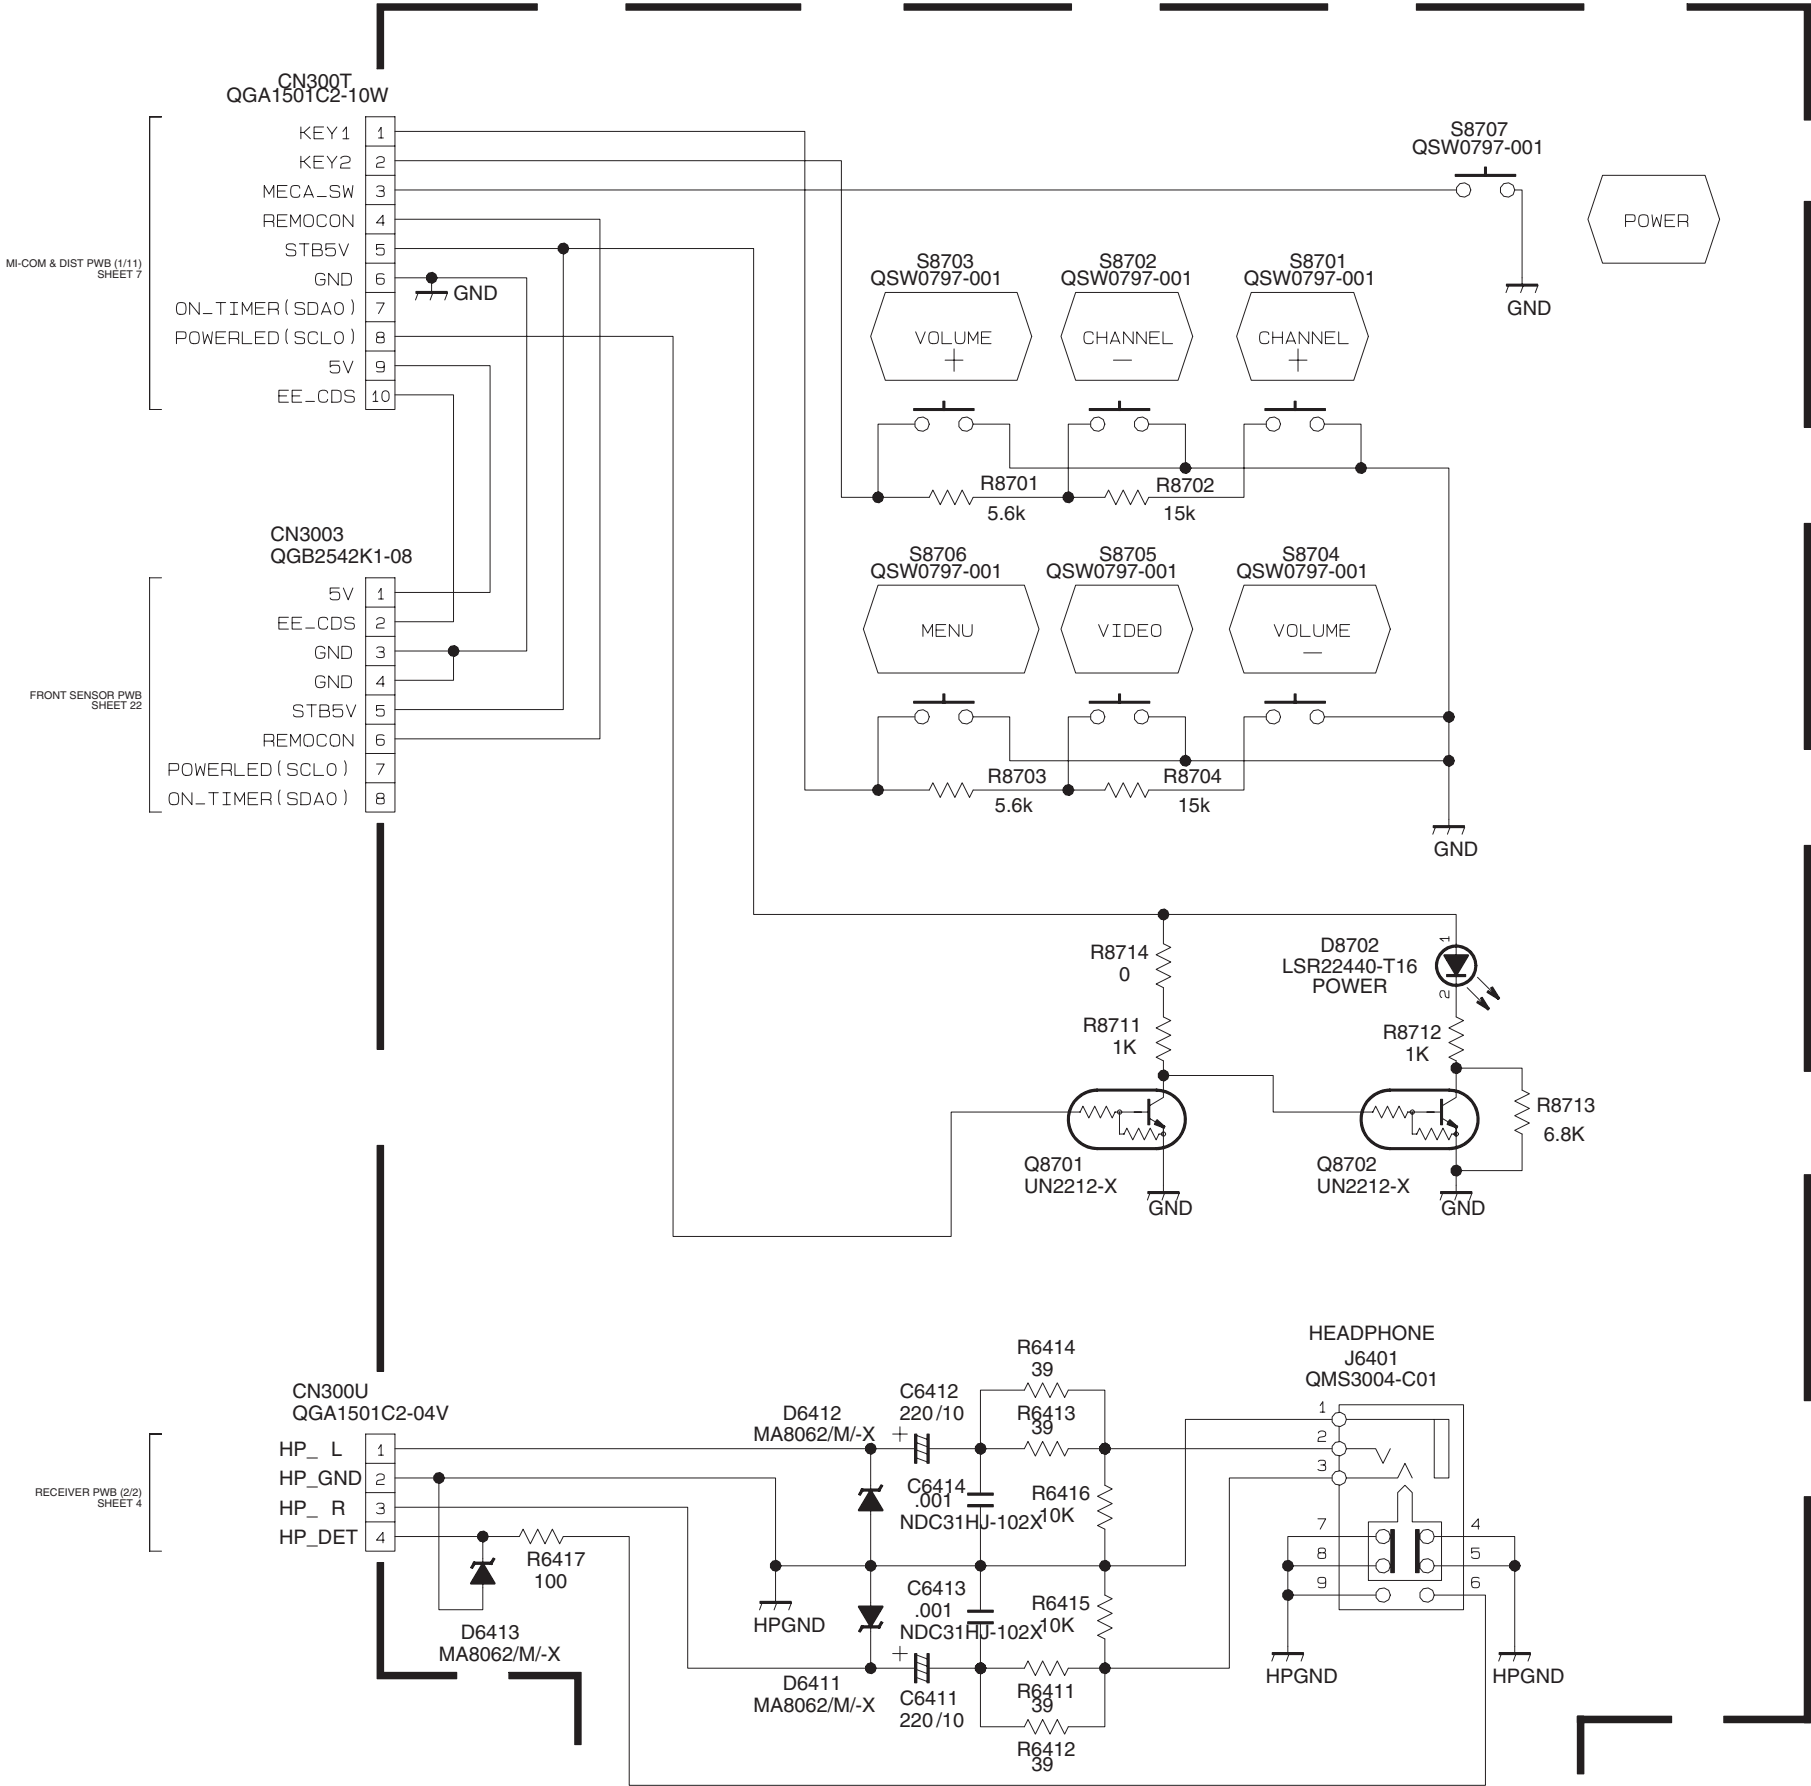 CN300T
QGA1501C2-10W
KEY1 1
KEY2 2
MECA_SW 3
REMOCON 4
STB5V 5
GND 6
ON_TIMER(SDA0) 7
POWERLED(SCL0) 8
5V 9
EE_CDS 10
GND
MI-COM & DIST PWB (1/11)
SHEET 7
S8707
QSW0797-001
POWER
GND
S8703
QSW0797-001
VOLUME
+
S8702
QSW0797-001
CHANNEL
-
S8701
QSW0797-001
CHANNEL
+
R8701
5.6k
R8702
15k
CN3003
QGB2542K1-08
5V 1
EE_CDS 2
GND 3
GND 4
STB5V 5
REMOCON 6
POWERLED(SCL0) 7
ON_TIMER(SDA0) 8
FRONT SENSOR PWB
SHEET 22
S8706
QSW0797-001
MENU
S8705
QSW0797-001
VIDEO
S8704
QSW0797-001
VOLUME
-
R8703
5.6k
R8704
15k
GND
R8714
0
R8711
1K
D8702
LSR22440-T16
POWER
1
2
R8712
1K
R8713
6.8K
Q8701
UN2212-X
GND
Q8702
UN2212-X
GND
CN300U
QGA1501C2-04V
HP_ L 1
HP_GND 2
HP_ R 3
HP_DET 4
RECEIVER PWB (2/2)
SHEET 4
R6417
100
D6413
MA8062/M/-X
D6412
MA8062/M/-X
C6412
220/10
+
R6414
39
R6413
39
C6414
.001
NDC31HJ-102X
R6416
10K
HPGND
C6413
.001
NDC31HJ-102X
R6415
10K
D6411
MA8062/M/-X
+
C6411
220/10
R6411
39
R6412
39
HEADPHONE
J6401
QMS3004-C01
1
2
3
7
8
9
4
5
6
HPGND
HPGND